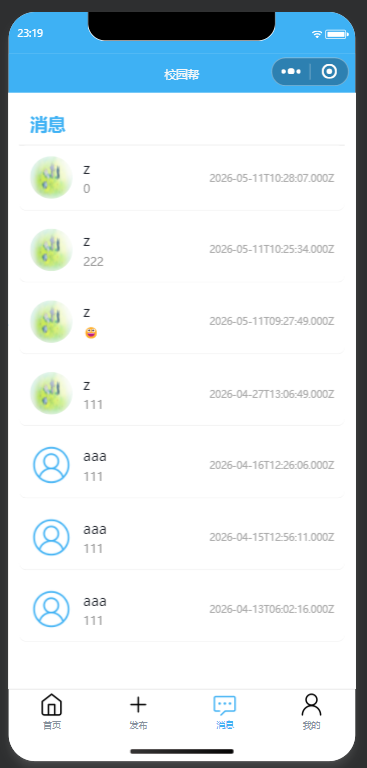 23:19
校园帮
消息
z
2026-05-11T10:28:07.000Z
0
z
2026-05-11T10:25:34.000Z
222
z
2026-05-11T09:27:49.000Z
😀
z
2026-04-27T13:06:49.000Z
111
aaa
2026-04-16T12:26:06.000Z
111
aaa
2026-04-15T12:56:11.000Z
111
aaa
2026-04-13T06:02:16.000Z
111
首页
发布
消息
我的